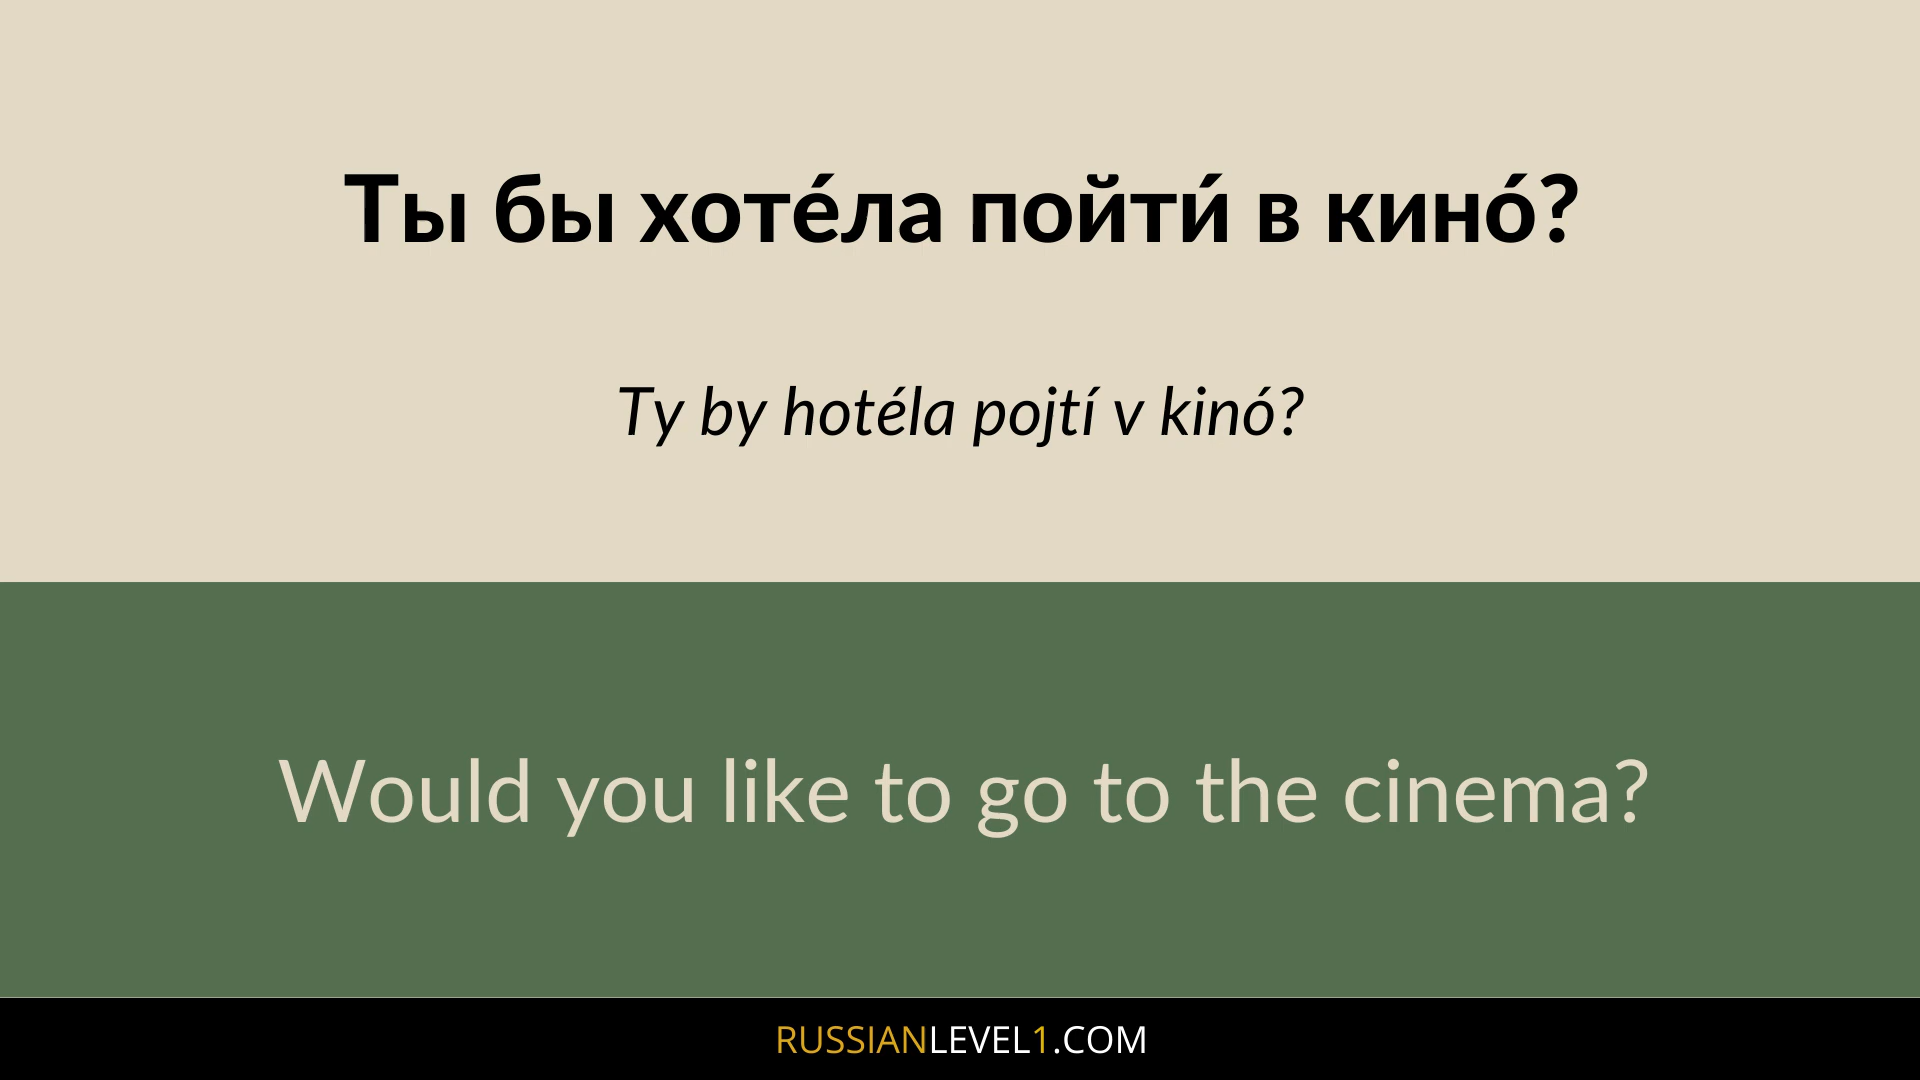 Ты бы хоте́ла пойти́ в кино́?
Ty by hotéla pojtí v kinó?
Would you like to go to the cinema?
RUSSIANLEVEL1.COM